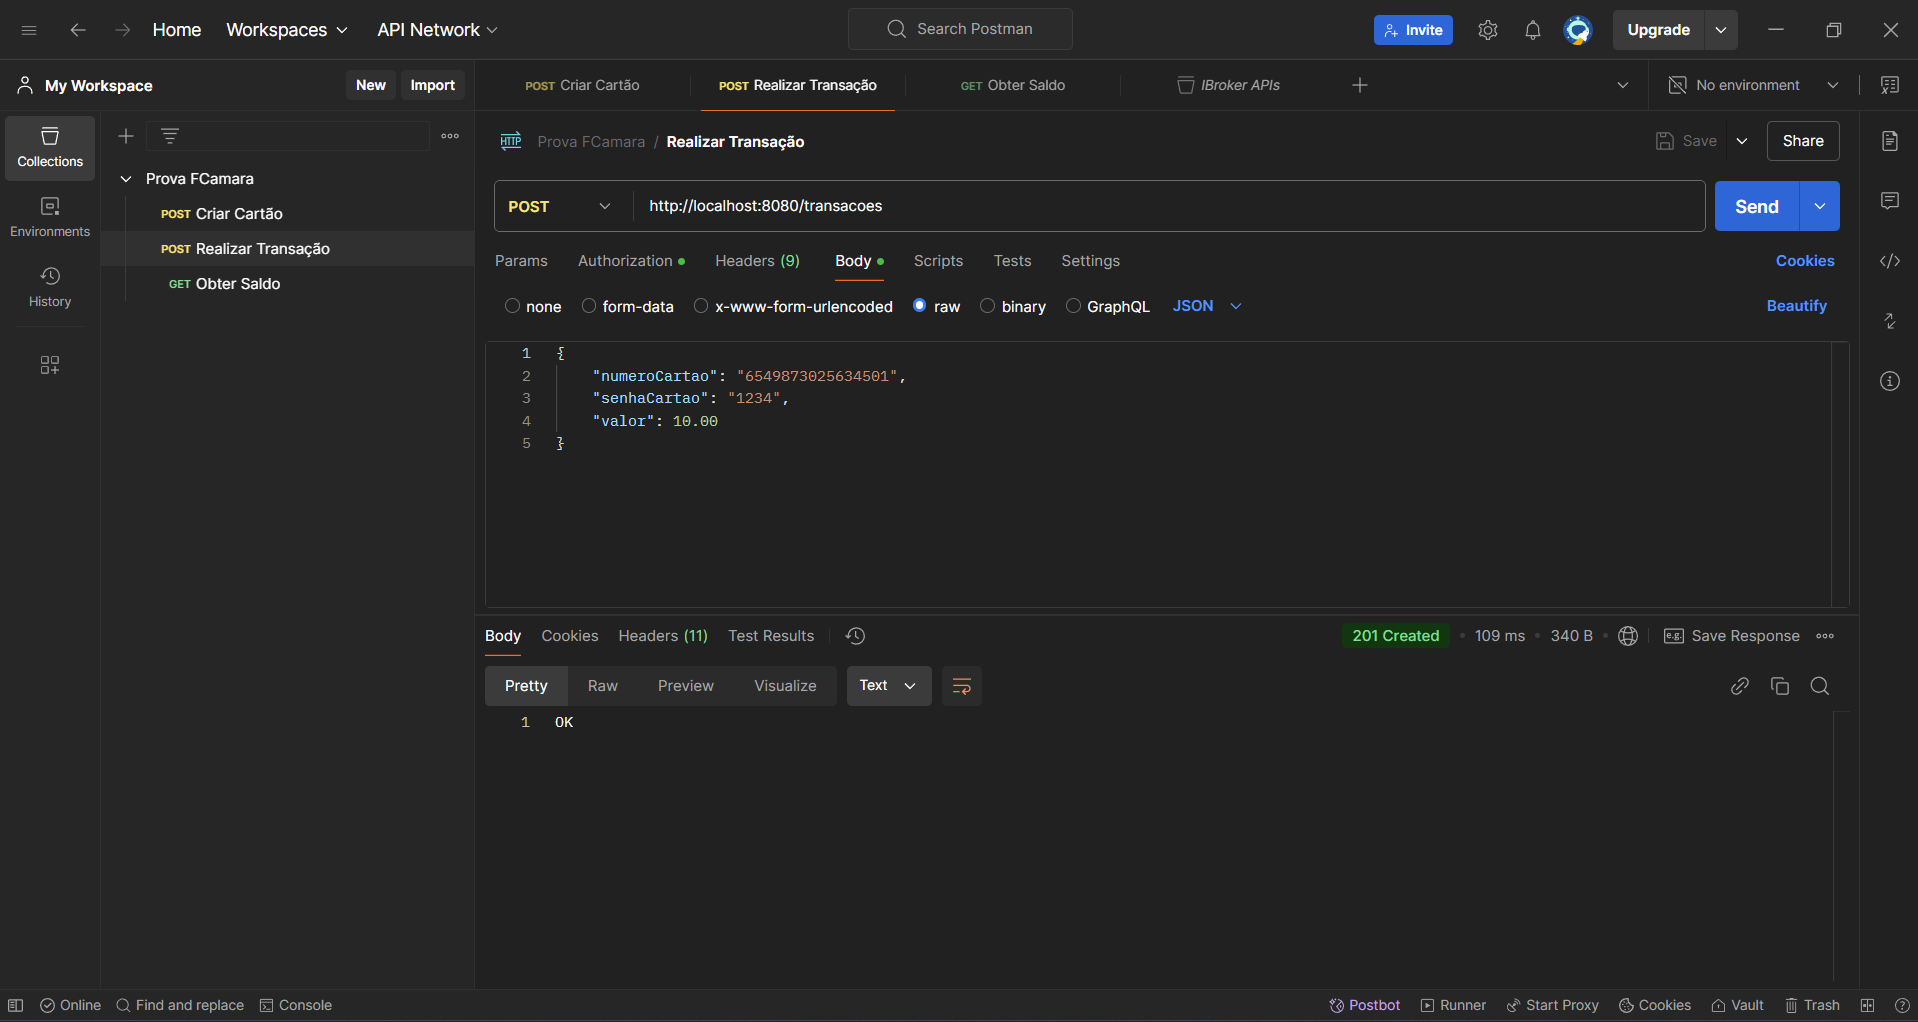 Home Workspaces API Network Search Postman Invite Upgrade
My Workspace New Import POST Criar Cartão POST Realizar Transação GET Obter Saldo IBroker APIs No environment
Collections
Environments
History
Prova FCamara
POST Criar Cartão
POST Realizar Transação
GET Obter Saldo
HTTP Prova FCamara / Realizar Transação Save Share
POST http://localhost:8080/transacoes Send
Params Authorization Headers (9) Body Scripts Tests Settings Cookies
none form-data x-www-form-urlencoded raw binary GraphQL JSON Beautify
1 {
2 "numeroCartao": "6549873025634501",
3 "senhaCartao": "1234",
4 "valor": 10.00
5 }
Body Cookies Headers (11) Test Results 201 Created 109 ms 340 B e.g. Save Response
Pretty Raw Preview Visualize Text
1 OK
Online Find and replace Console Postbot Runner Start Proxy Cookies Vault Trash